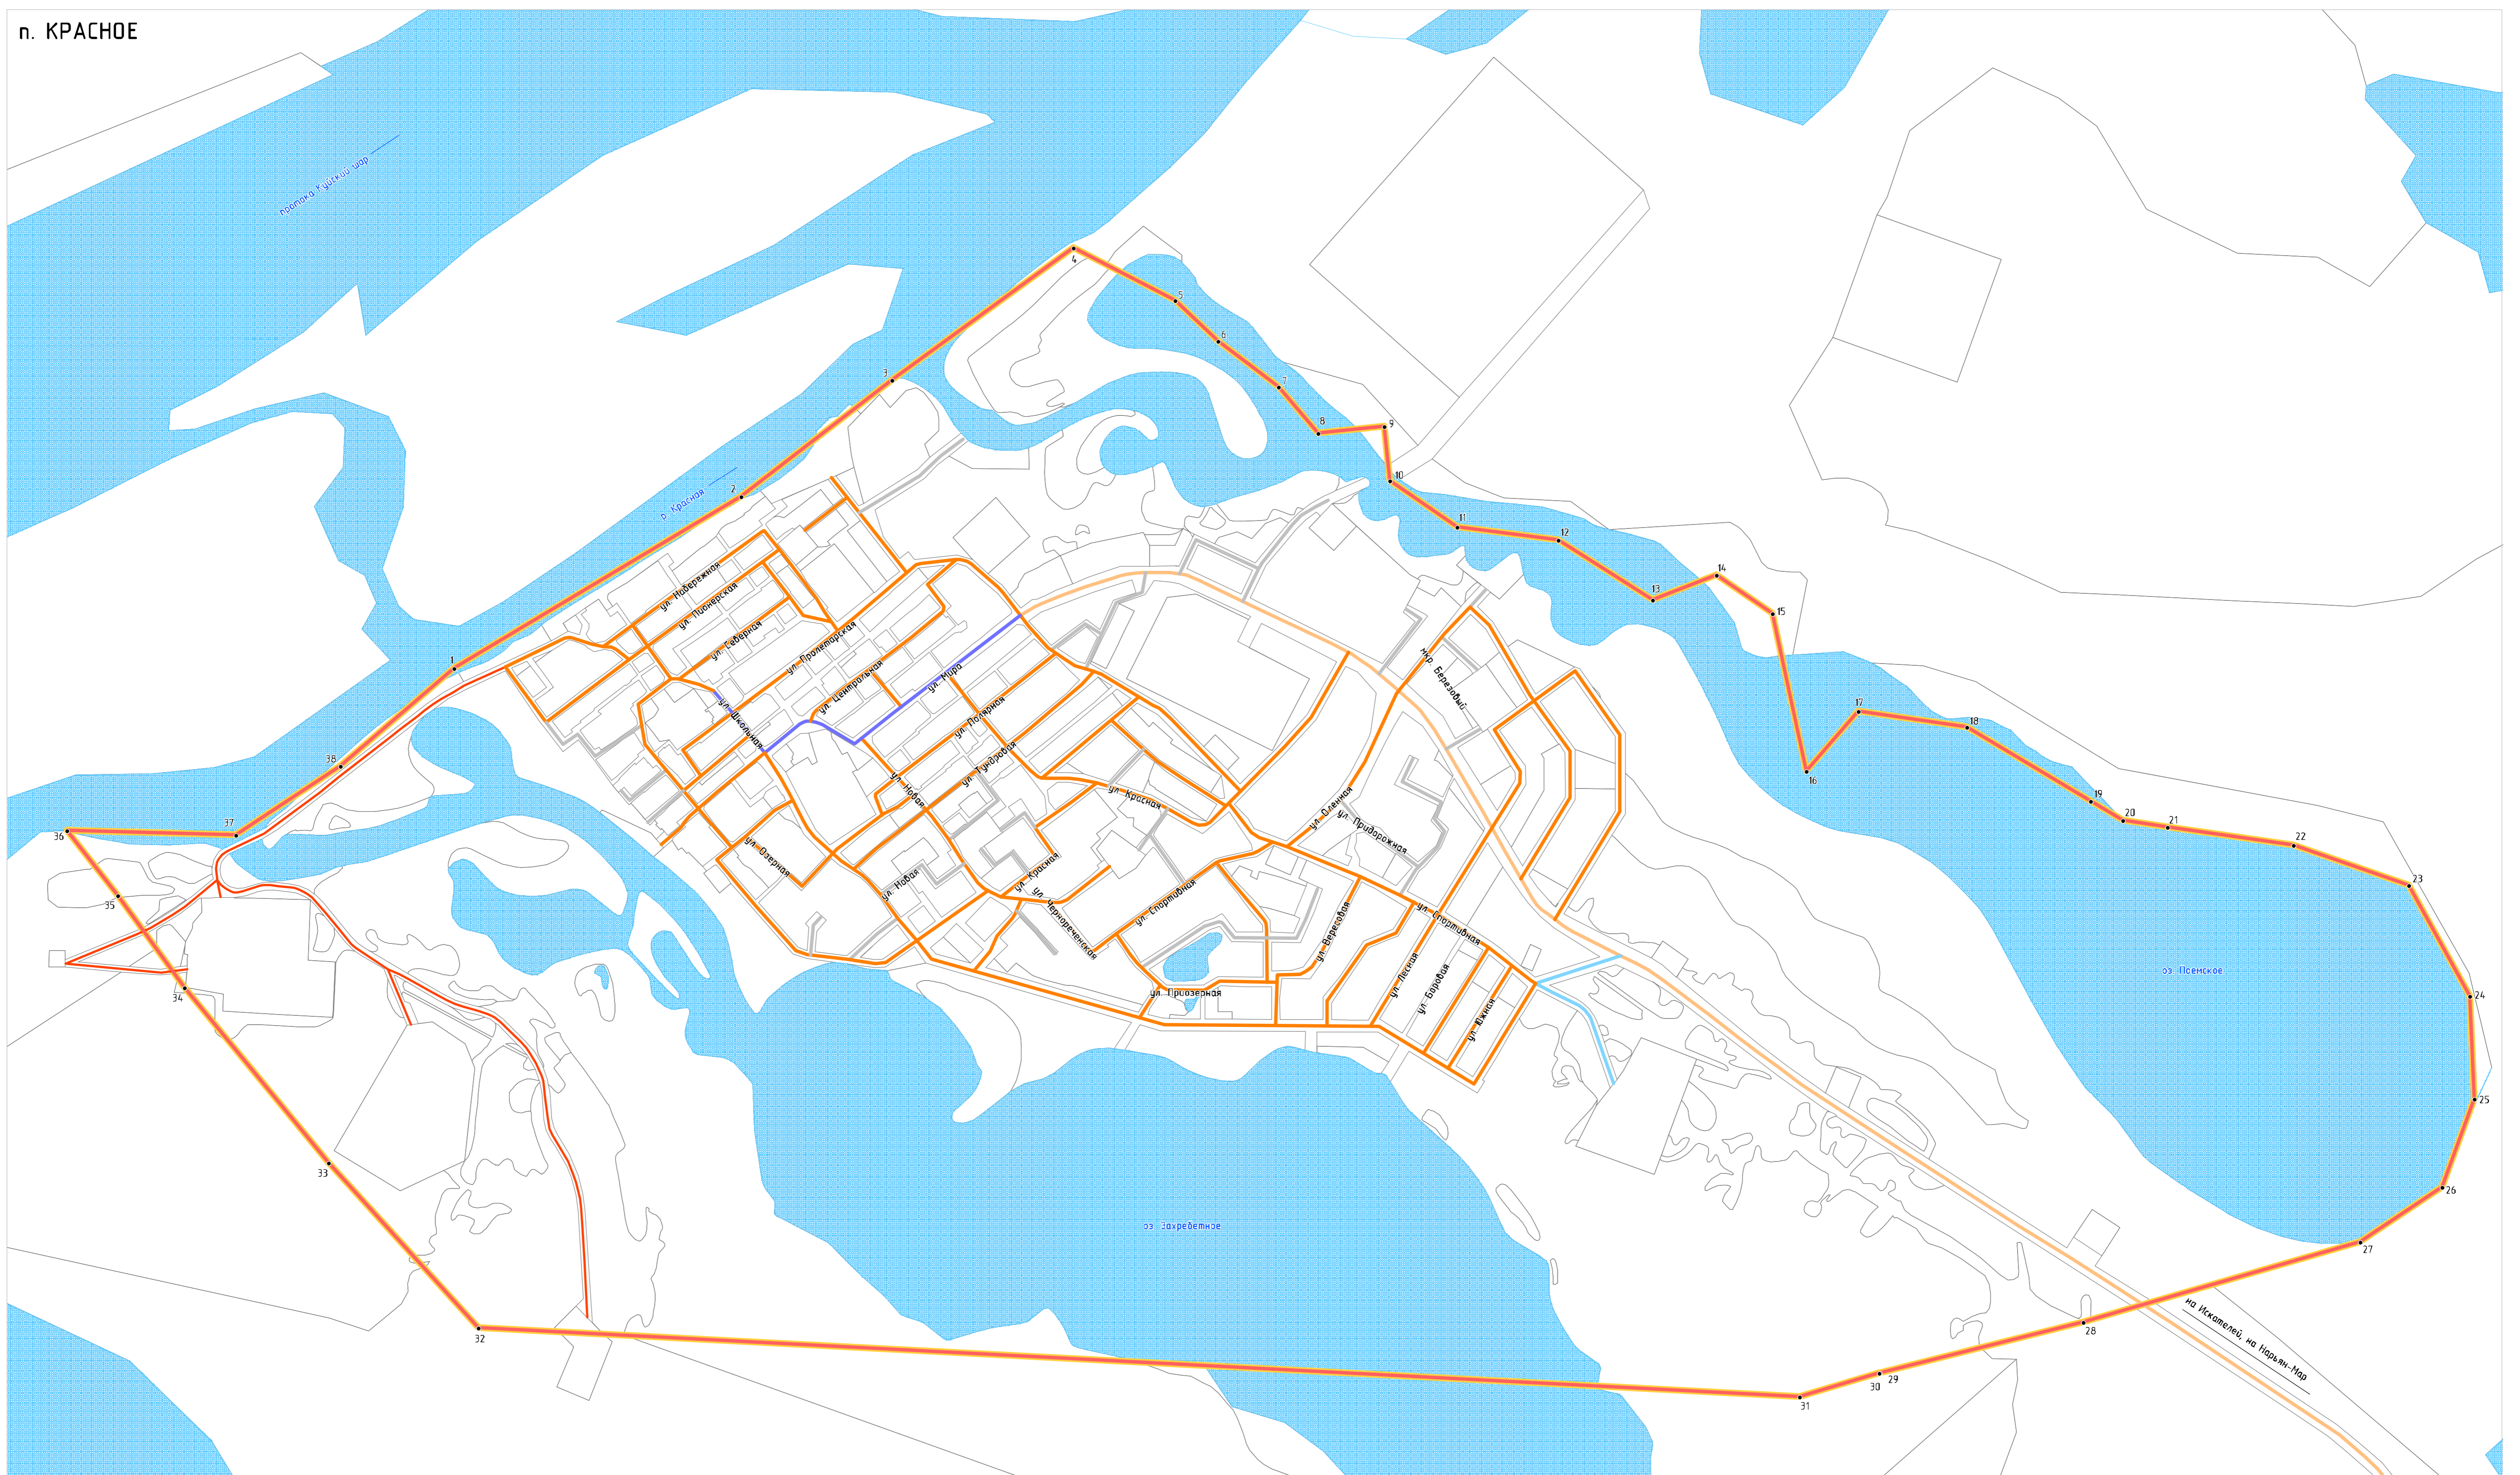 п. КРАСНОЕ
протока Куйский шар
р. Красная
1
2
3
4
5
6
7
8
9
10
11
12
13
14
15
16
17
18
19
20
21
22
23
24
25
26
27
28
29
30
31
32
33
34
35
36
37
38
ул. Набережная
ул. Пионерская
ул. Северная
ул. Пролетарская
ул. Центральная
ул. Мира
ул. Школьная
ул. Полярная
ул. Тундровая
ул. Новая
ул. Красная
ул. Озерная
ул. Новая
ул. Красная
ул. Чернореченская
ул. Спортивная
ул. Приозерная
ул. Оленная
ул. Придорожная
мкр. Березовый
ул. Вересовая
ул. Спортивная
ул. Лесная
ул. Боровая
ул. Южная
оз. Поемское
оз. Захребетное
на Искателей, на Нарьян-Мар